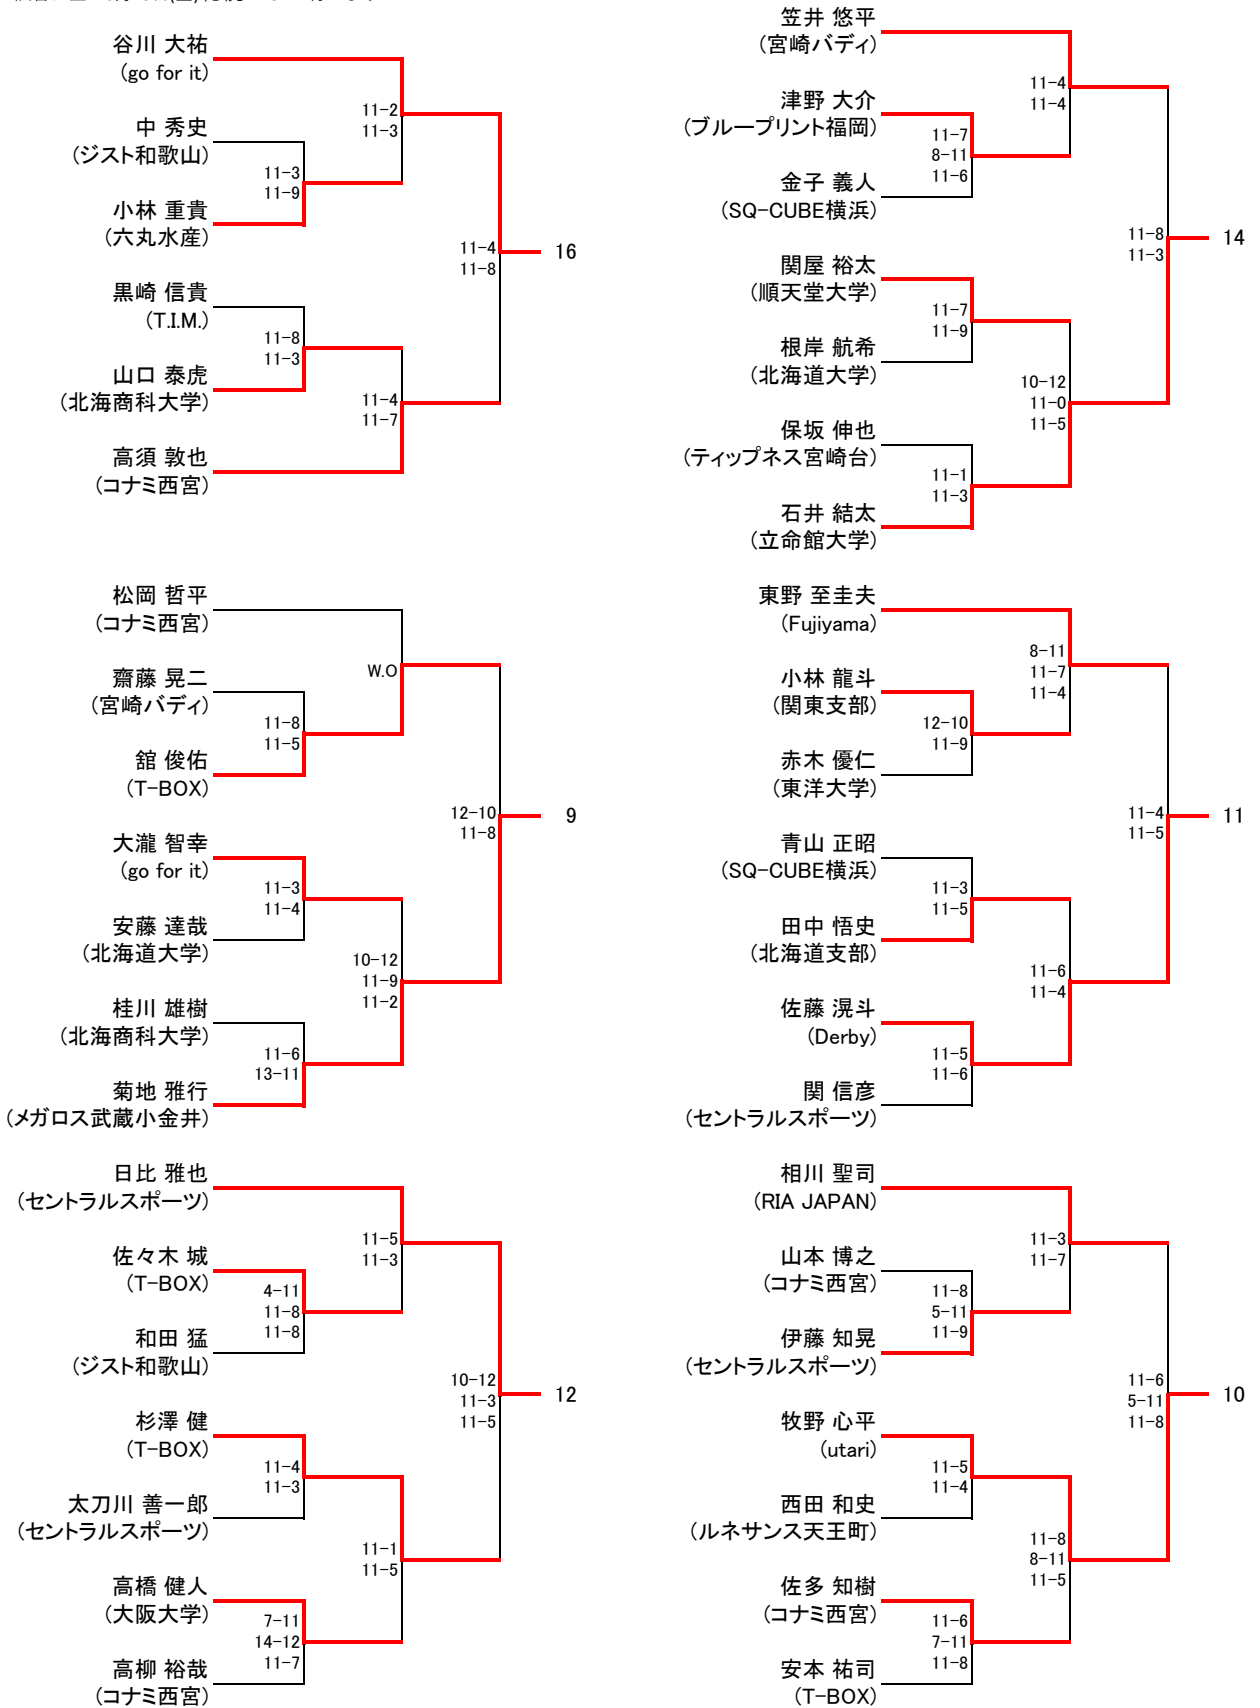 谷川 大祐
(go for it)
11-2
11-3
中 秀史
(ジスト和歌山)
11-3
11-9
小林 重貴
(六丸水産)
11-4
11-8
16
黒崎 信貴
(T.I.M.)
11-8
11-3
山口 泰虎
(北海商科大学)
11-4
11-7
高須 敦也
(コナミ西宮)
笠井 悠平
(宮崎バディ)
11-4
11-4
津野 大介
(ブループリント福岡)
11-7
8-11
11-6
金子 義人
(SQ-CUBE横浜)
11-8
11-3
14
関屋 裕太
(順天堂大学)
11-7
11-9
根岸 航希
(北海道大学)
10-12
11-0
11-5
保坂 伸也
(ティップネス宮崎台)
11-1
11-3
石井 結太
(立命館大学)
松岡 哲平
(コナミ西宮)
W.O
齋藤 晃二
(宮崎バディ)
11-8
11-5
舘 俊佑
(T-BOX)
12-10
11-8
9
大瀧 智幸
(go for it)
11-3
11-4
安藤 達哉
(北海道大学)
10-12
11-9
11-2
桂川 雄樹
(北海商科大学)
11-6
13-11
菊地 雅行
(メガロス武蔵小金井)
東野 至圭夫
(Fujiyama)
8-11
11-7
11-4
小林 龍斗
(関東支部)
12-10
11-9
赤木 優仁
(東洋大学)
11-4
11-5
11
青山 正昭
(SQ-CUBE横浜)
11-3
11-5
田中 悟史
(北海道支部)
11-6
11-4
佐藤 滉斗
(Derby)
11-5
11-6
関 信彦
(セントラルスポーツ)
日比 雅也
(セントラルスポーツ)
11-5
11-3
佐々木 城
(T-BOX)
4-11
11-8
11-8
和田 猛
(ジスト和歌山)
10-12
11-3
11-5
12
杉澤 健
(T-BOX)
11-4
11-3
太刀川 善一郎
(セントラルスポーツ)
11-1
11-5
高橋 健人
(大阪大学)
7-11
14-12
11-7
高柳 裕哉
(コナミ西宮)
相川 聖司
(RIA JAPAN)
11-3
11-7
山本 博之
(コナミ西宮)
11-8
5-11
11-9
伊藤 知晃
(セントラルスポーツ)
11-6
5-11
11-8
10
牧野 心平
(utari)
11-5
11-4
西田 和史
(ルネサンス天王町)
11-8
8-11
11-5
佐多 知樹
(コナミ西宮)
11-6
7-11
11-8
安本 祐司
(T-BOX)